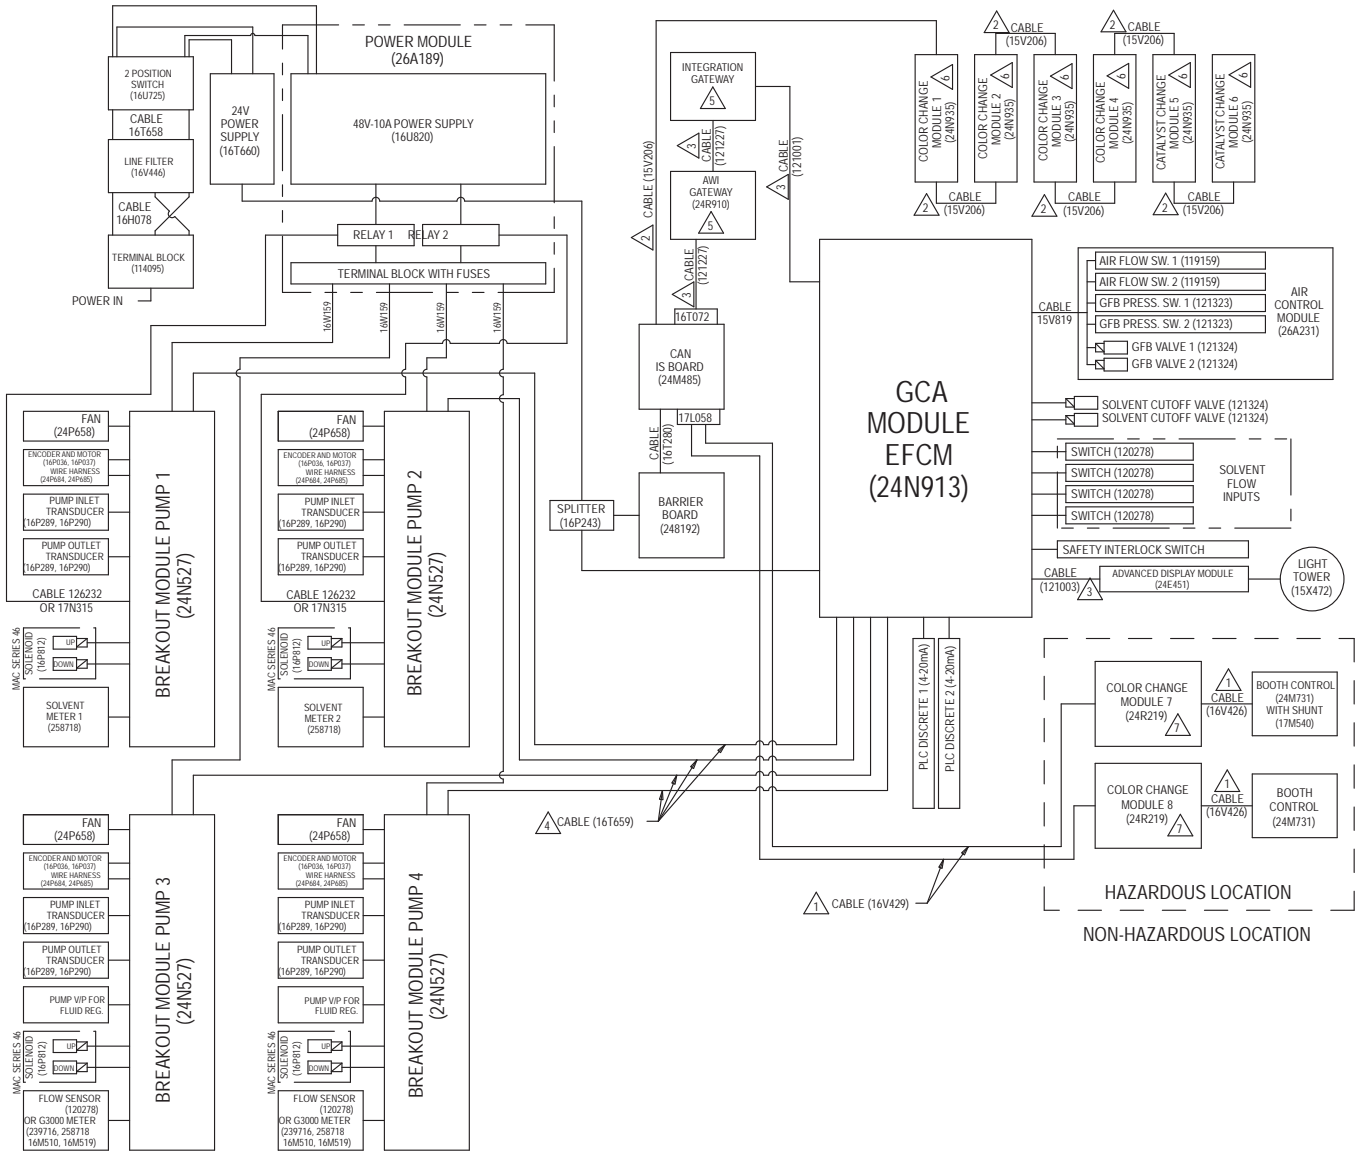 POWER MODULE
(26A189)
2 POSITION
SWITCH
(16U725)
CABLE
16T658
LINE FILTER
(16V446)
CABLE
16H078
TERMINAL BLOCK
(114095)
POWER IN
24V
POWER
SUPPLY
(16T660)
48V-10A POWER SUPPLY
(16U820)
RELAY 1
RELAY 2
TERMINAL BLOCK WITH FUSES
16W159
16W159
16W159
16W159
INTEGRATION
GATEWAY
5
3
CABLE
(121227)
AWI
GATEWAY
(24R910)
5
3
CABLE
(121227)
3
CABLE
(121001)
2
CABLE (15V206)
16T072
CAN
IS BOARD
(24M485)
17L058
CABLE
(16T280)
BARRIER
BOARD
(248192)
SPLITTER
(16P243)
2
CABLE
(15V206)
2
CABLE
(15V206)
COLOR CHANGE
MODULE 1
(24N935)
6
COLOR CHANGE
MODULE 2
(24N935)
6
COLOR CHANGE
MODULE 3
(24N935)
6
COLOR CHANGE
MODULE 4
(24N935)
6
CATALYST CHANGE
MODULE 5
(24N935)
6
CATALYST CHANGE
MODULE 6
(24N935)
6
2
CABLE
(15V206)
2
CABLE
(15V206)
2
CABLE
(15V206)
GCA
MODULE
EFCM
(24N913)
CABLE
15V819
AIR FLOW SW. 1 (119159)
AIR FLOW SW. 2 (119159)
GFB PRESS. SW. 1 (121323)
GFB PRESS. SW. 2 (121323)
GFB VALVE 1 (121324)
GFB VALVE 2 (121324)
AIR
CONTROL
MODULE
(26A231)
SOLVENT CUTOFF VALVE (121324)
SOLVENT CUTOFF VALVE (121324)
SWITCH (120278)
SWITCH (120278)
SWITCH (120278)
SWITCH (120278)
SOLVENT
FLOW
INPUTS
SAFETY INTERLOCK SWITCH
CABLE
(121003)
3
ADVANCED DISPLAY MODULE
(24E451)
LIGHT
TOWER
(15X472)
PLC DISCRETE 1 (4-20mA)
PLC DISCRETE 2 (4-20mA)
COLOR CHANGE
MODULE 7
(24R219)
7
1
CABLE
(16V426)
BOOTH CONTROL
(24M731)
WITH SHUNT
(17M540)
COLOR CHANGE
MODULE 8
(24R219)
7
1
CABLE
(16V426)
BOOTH
CONTROL
(24M731)
HAZARDOUS LOCATION
NON-HAZARDOUS LOCATION
4
CABLE (16T659)
1
CABLE (16V429)
FAN
(24P658)
ENCODER AND MOTOR
(16P036, 16P037)
WIRE HARNESS
(24P684, 24P685)
PUMP INLET
TRANSDUCER
(16P289, 16P290)
PUMP OUTLET
TRANSDUCER
(16P289, 16P290)
CABLE 126232
OR 17N315
MAC SERIES 46
SOLENOID
(16P812)
UP
DOWN
SOLVENT
METER 1
(258718)
BREAKOUT MODULE PUMP 1
(24N527)
FAN
(24P658)
ENCODER AND MOTOR
(16P036, 16P037)
WIRE HARNESS
(24P684, 24P685)
PUMP INLET
TRANSDUCER
(16P289, 16P290)
PUMP OUTLET
TRANSDUCER
(16P289, 16P290)
CABLE 126232
OR 17N315
MAC SERIES 46
SOLENOID
(16P812)
UP
DOWN
SOLVENT
METER 2
(258718)
BREAKOUT MODULE PUMP 2
(24N527)
FAN
(24P658)
ENCODER AND MOTOR
(16P036, 16P037)
WIRE HARNESS
(24P684, 24P685)
PUMP INLET
TRANSDUCER
(16P289, 16P290)
PUMP OUTLET
TRANSDUCER
(16P289, 16P290)
PUMP V/P FOR
FLUID REG.
MAC SERIES 46
SOLENOID
(16P812)
UP
DOWN
FLOW SENSOR
(120278)
OR G3000 METER
(239716, 258718
16M510, 16M519)
BREAKOUT MODULE PUMP 3
(24N527)
FAN
(24P658)
ENCODER AND MOTOR
(16P036, 16P037)
WIRE HARNESS
(24P684, 24P685)
PUMP INLET
TRANSDUCER
(16P289, 16P290)
PUMP OUTLET
TRANSDUCER
(16P289, 16P290)
PUMP V/P FOR
FLUID REG.
MAC SERIES 46
SOLENOID
(16P812)
UP
DOWN
FLOW SENSOR
(120278)
OR G3000 METER
(239716, 258718
16M510, 16M519)
BREAKOUT MODULE PUMP 4
(24N527)